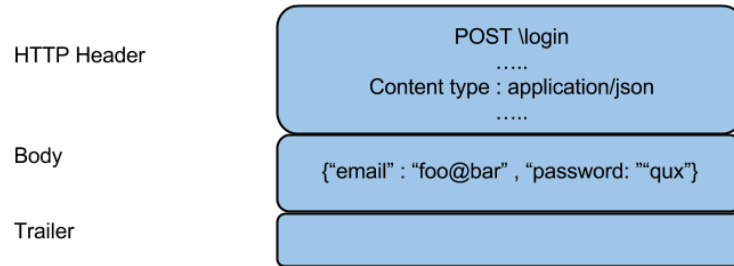 HTTP Header
POST \login
.....
Content type : application/json
.....
Body
{“email” : “foo@bar” , “password: ”“qux”}
Trailer